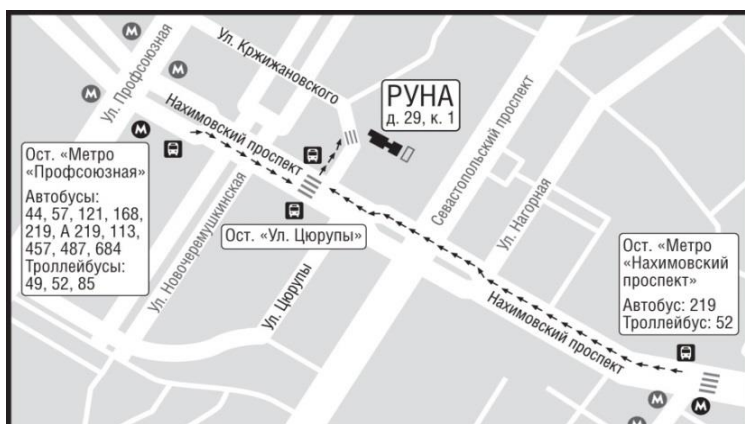 Ул. Профсоюзная
Ул. Кржижановского
РУНА
д. 29, к. 1
Нахимовский проспект
Ост. «Метро
«Профсоюзная»
Автобусы:
44, 57, 121, 168,
219, А 219, 113,
457, 487, 684
Троллейбусы:
49, 52, 85
Ул. Новочеремушкинская
Ост. «Ул. Цюрупы»
Ул. Цюрупы
Севастопольский проспект
Ул. Нагорная
Нахимовский проспект
Ост. «Метро
«Нахимовский
проспект»
Автобус: 219
Троллейбус: 52
М
М
М
М
М
М
М